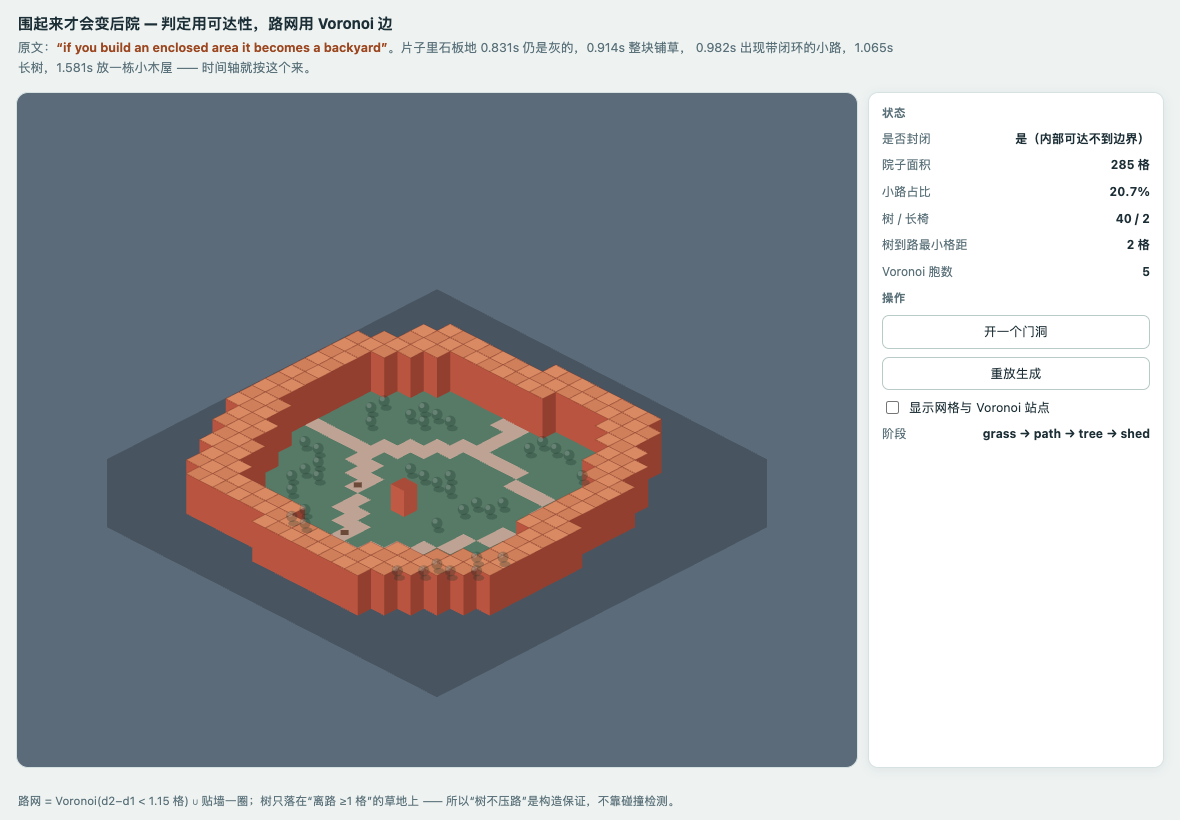 围起来才会变后院 — 判定用可达性，路网用 Voronoi 边
原文：“if you build an enclosed area it becomes a backyard”。片子里石板地 0.831s 仍是灰的，0.914s 整块铺草， 0.982s 出现带闭环的小路，1.065s
长树，1.581s 放一栋小木屋 —— 时间轴就按这个来。
状态
是否封闭 是（内部可达不到边界）
院子面积 285 格
小路占比 20.7%
树 / 长椅 40 / 2
树到路最小格距 2 格
Voronoi 胞数 5
操作
开一个门洞
重放生成
显示网格与 Voronoi 站点
阶段 grass → path → tree → shed
路网 = Voronoi(d2−d1 < 1.15 格) ∪ 贴墙一圈；树只落在“离路 ≥1 格”的草地上 —— 所以“树不压路”是构造保证，不靠碰撞检测。